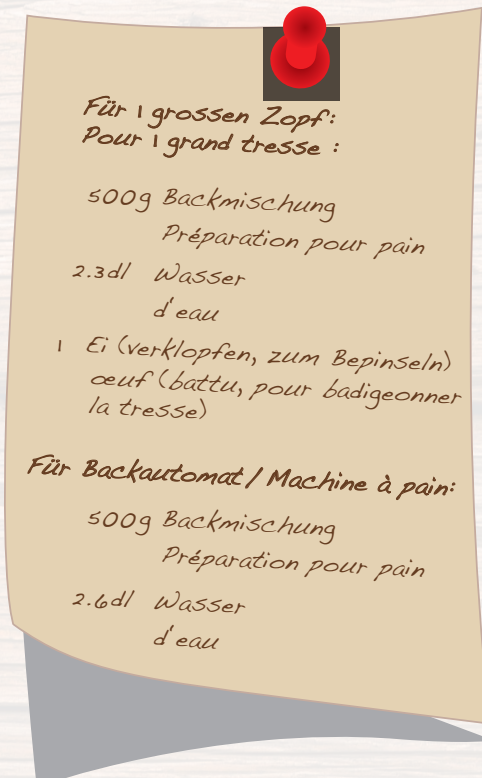 Für 1 grossen Zopf:
Pour 1 grand tresse :
500g Backmischung
Préparation pour pain
2.3dl Wasser
d'eau
1 Ei (verklopfen, zum Bepinseln)
œuf (battu, pour badigeonner
la tresse)
Für Backautomat / Machine à pain:
500g Backmischung
Préparation pour pain
2.6dl Wasser
d'eau